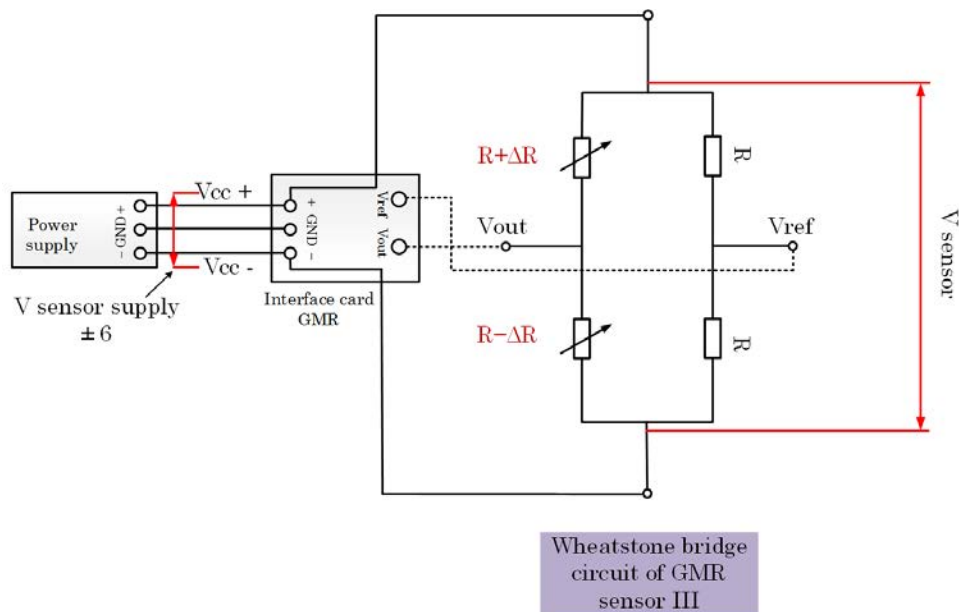 Power
supply
+
GND
-
Vcc +
Vcc -
V sensor supply
± 6
+
GND
-
Vref
Vout
Interface card
GMR
R+ΔR
R
Vout
Vref
R−ΔR
R
V sensor
Wheatstone bridge
circuit of GMR
sensor III